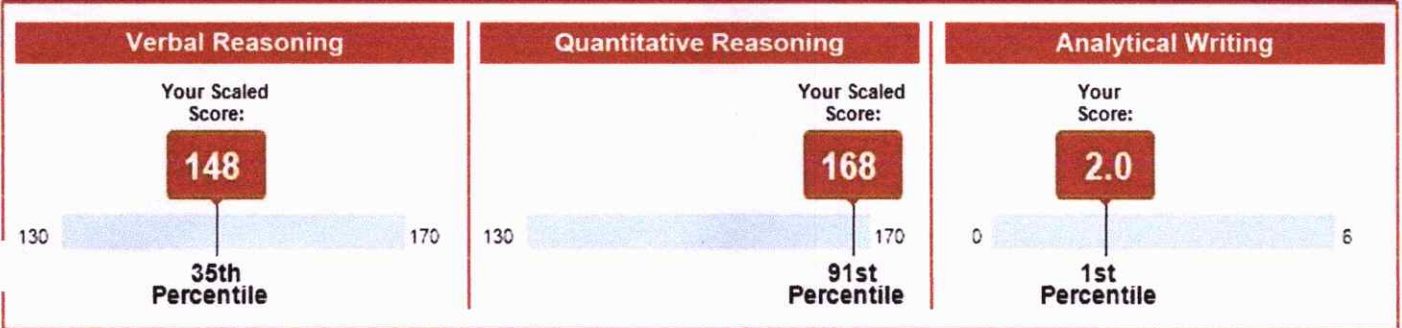 Verbal Reasoning
Your Scaled
Score:
148
130
170
35th
Percentile
Quantitative Reasoning
Your Scaled
Score:
168
130
170
91st
Percentile
Analytical Writing
Your
Score:
2.0
0
6
1st
Percentile